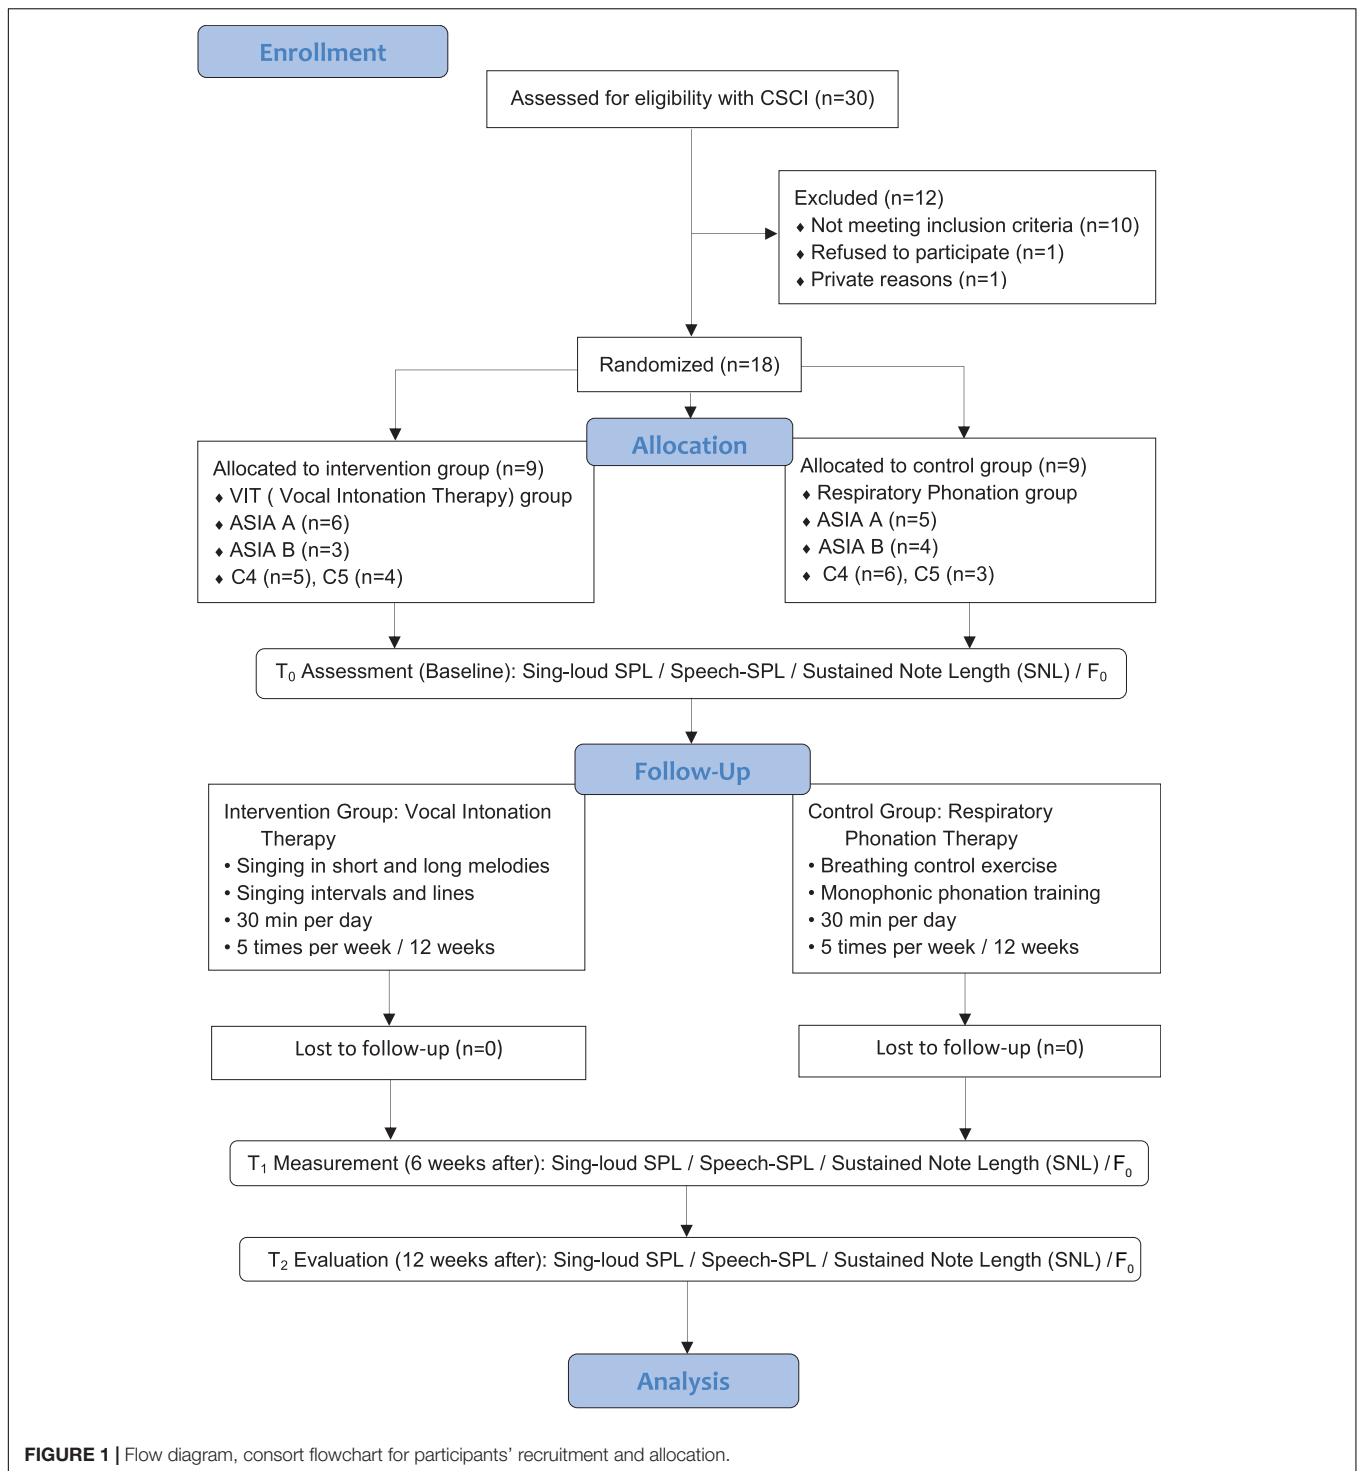 Enrollment
Assessed for eligibility with CSCI (n=30)
Excluded (n=12)
♦ Not meeting inclusion criteria (n=10)
♦ Refused to participate (n=1)
♦ Private reasons (n=1)
Randomized (n=18)
Allocation
Allocated to intervention group (n=9)
♦ VIT ( Vocal Intonation Therapy) group
♦ ASIA A (n=6)
♦ ASIA B (n=3)
♦ C4 (n=5), C5 (n=4)
Allocated to control group (n=9)
♦ Respiratory Phonation group
♦ ASIA A (n=5)
♦ ASIA B (n=4)
♦ C4 (n=6), C5 (n=3)
T₀ Assessment (Baseline): Sing-loud SPL / Speech-SPL / Sustained Note Length (SNL) / F₀
Follow-Up
Intervention Group: Vocal Intonation
Therapy
• Singing in short and long melodies
• Singing intervals and lines
• 30 min per day
• 5 times per week / 12 weeks
Control Group: Respiratory
Phonation Therapy
• Breathing control exercise
• Monophonic phonation training
• 30 min per day
• 5 times per week / 12 weeks
Lost to follow-up (n=0)
Lost to follow-up (n=0)
T₁ Measurement (6 weeks after): Sing-loud SPL / Speech-SPL / Sustained Note Length (SNL) / F₀
T₂ Evaluation (12 weeks after): Sing-loud SPL / Speech-SPL / Sustained Note Length (SNL) / F₀
Analysis
FIGURE 1 | Flow diagram, consort flowchart for participants' recruitment and allocation.